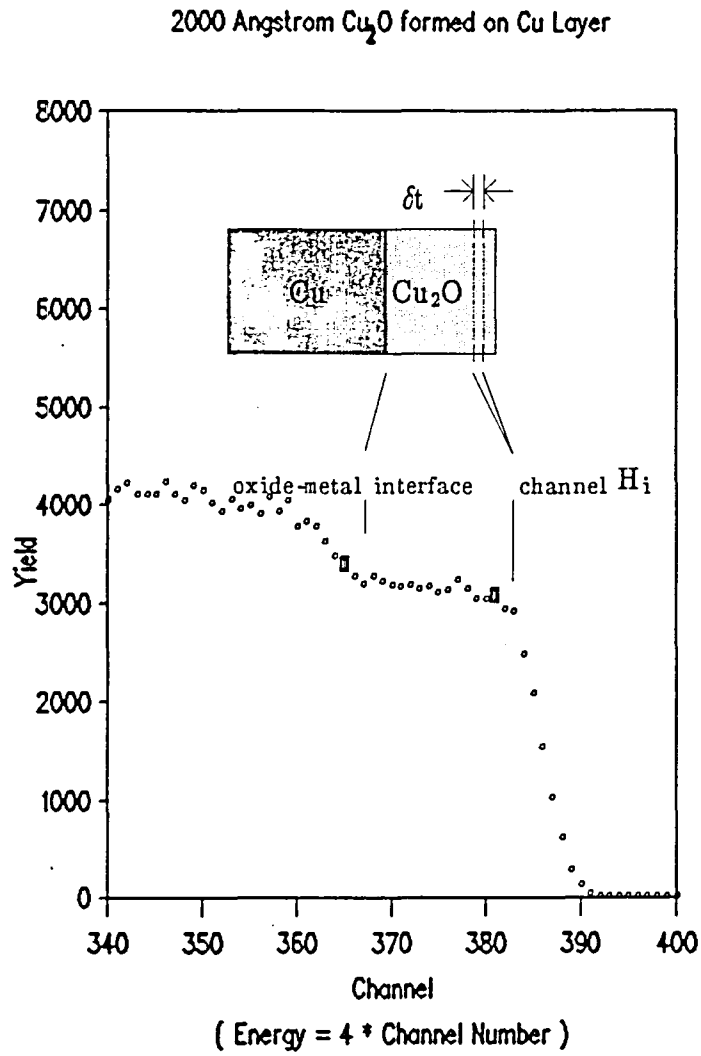 2000 Angstrom Cu₂O formed on Cu Layer
8000
7000
6000
5000
4000
3000
2000
1000
0
Yield
δt
Cu
Cu₂O
oxide-metal interface
channel Hi
340
350
360
370
380
390
400
Channel
( Energy = 4 * Channel Number )